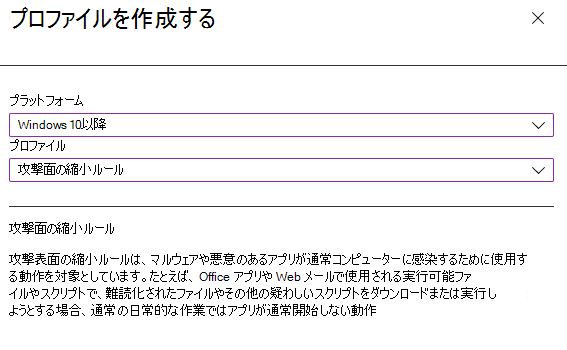 プロファイルを作成する
プラットフォーム
Windows 10以降
プロファイル
攻撃面の縮小ルール
攻撃面の縮小ルール
攻撃表面の縮小ルールは、マルウェアや悪意のあるアプリが通常コンピューターに感染するために使用す
る動作を対象としています。たとえば、Office アプリや Web メールで使用される実行可能ファ
イルやスクリプトで、難読化されたファイルやその他の疑わしいスクリプトをダウンロードまたは実行し
ようとする場合、通常の日常的な作業ではアプリが通常開始しない動作